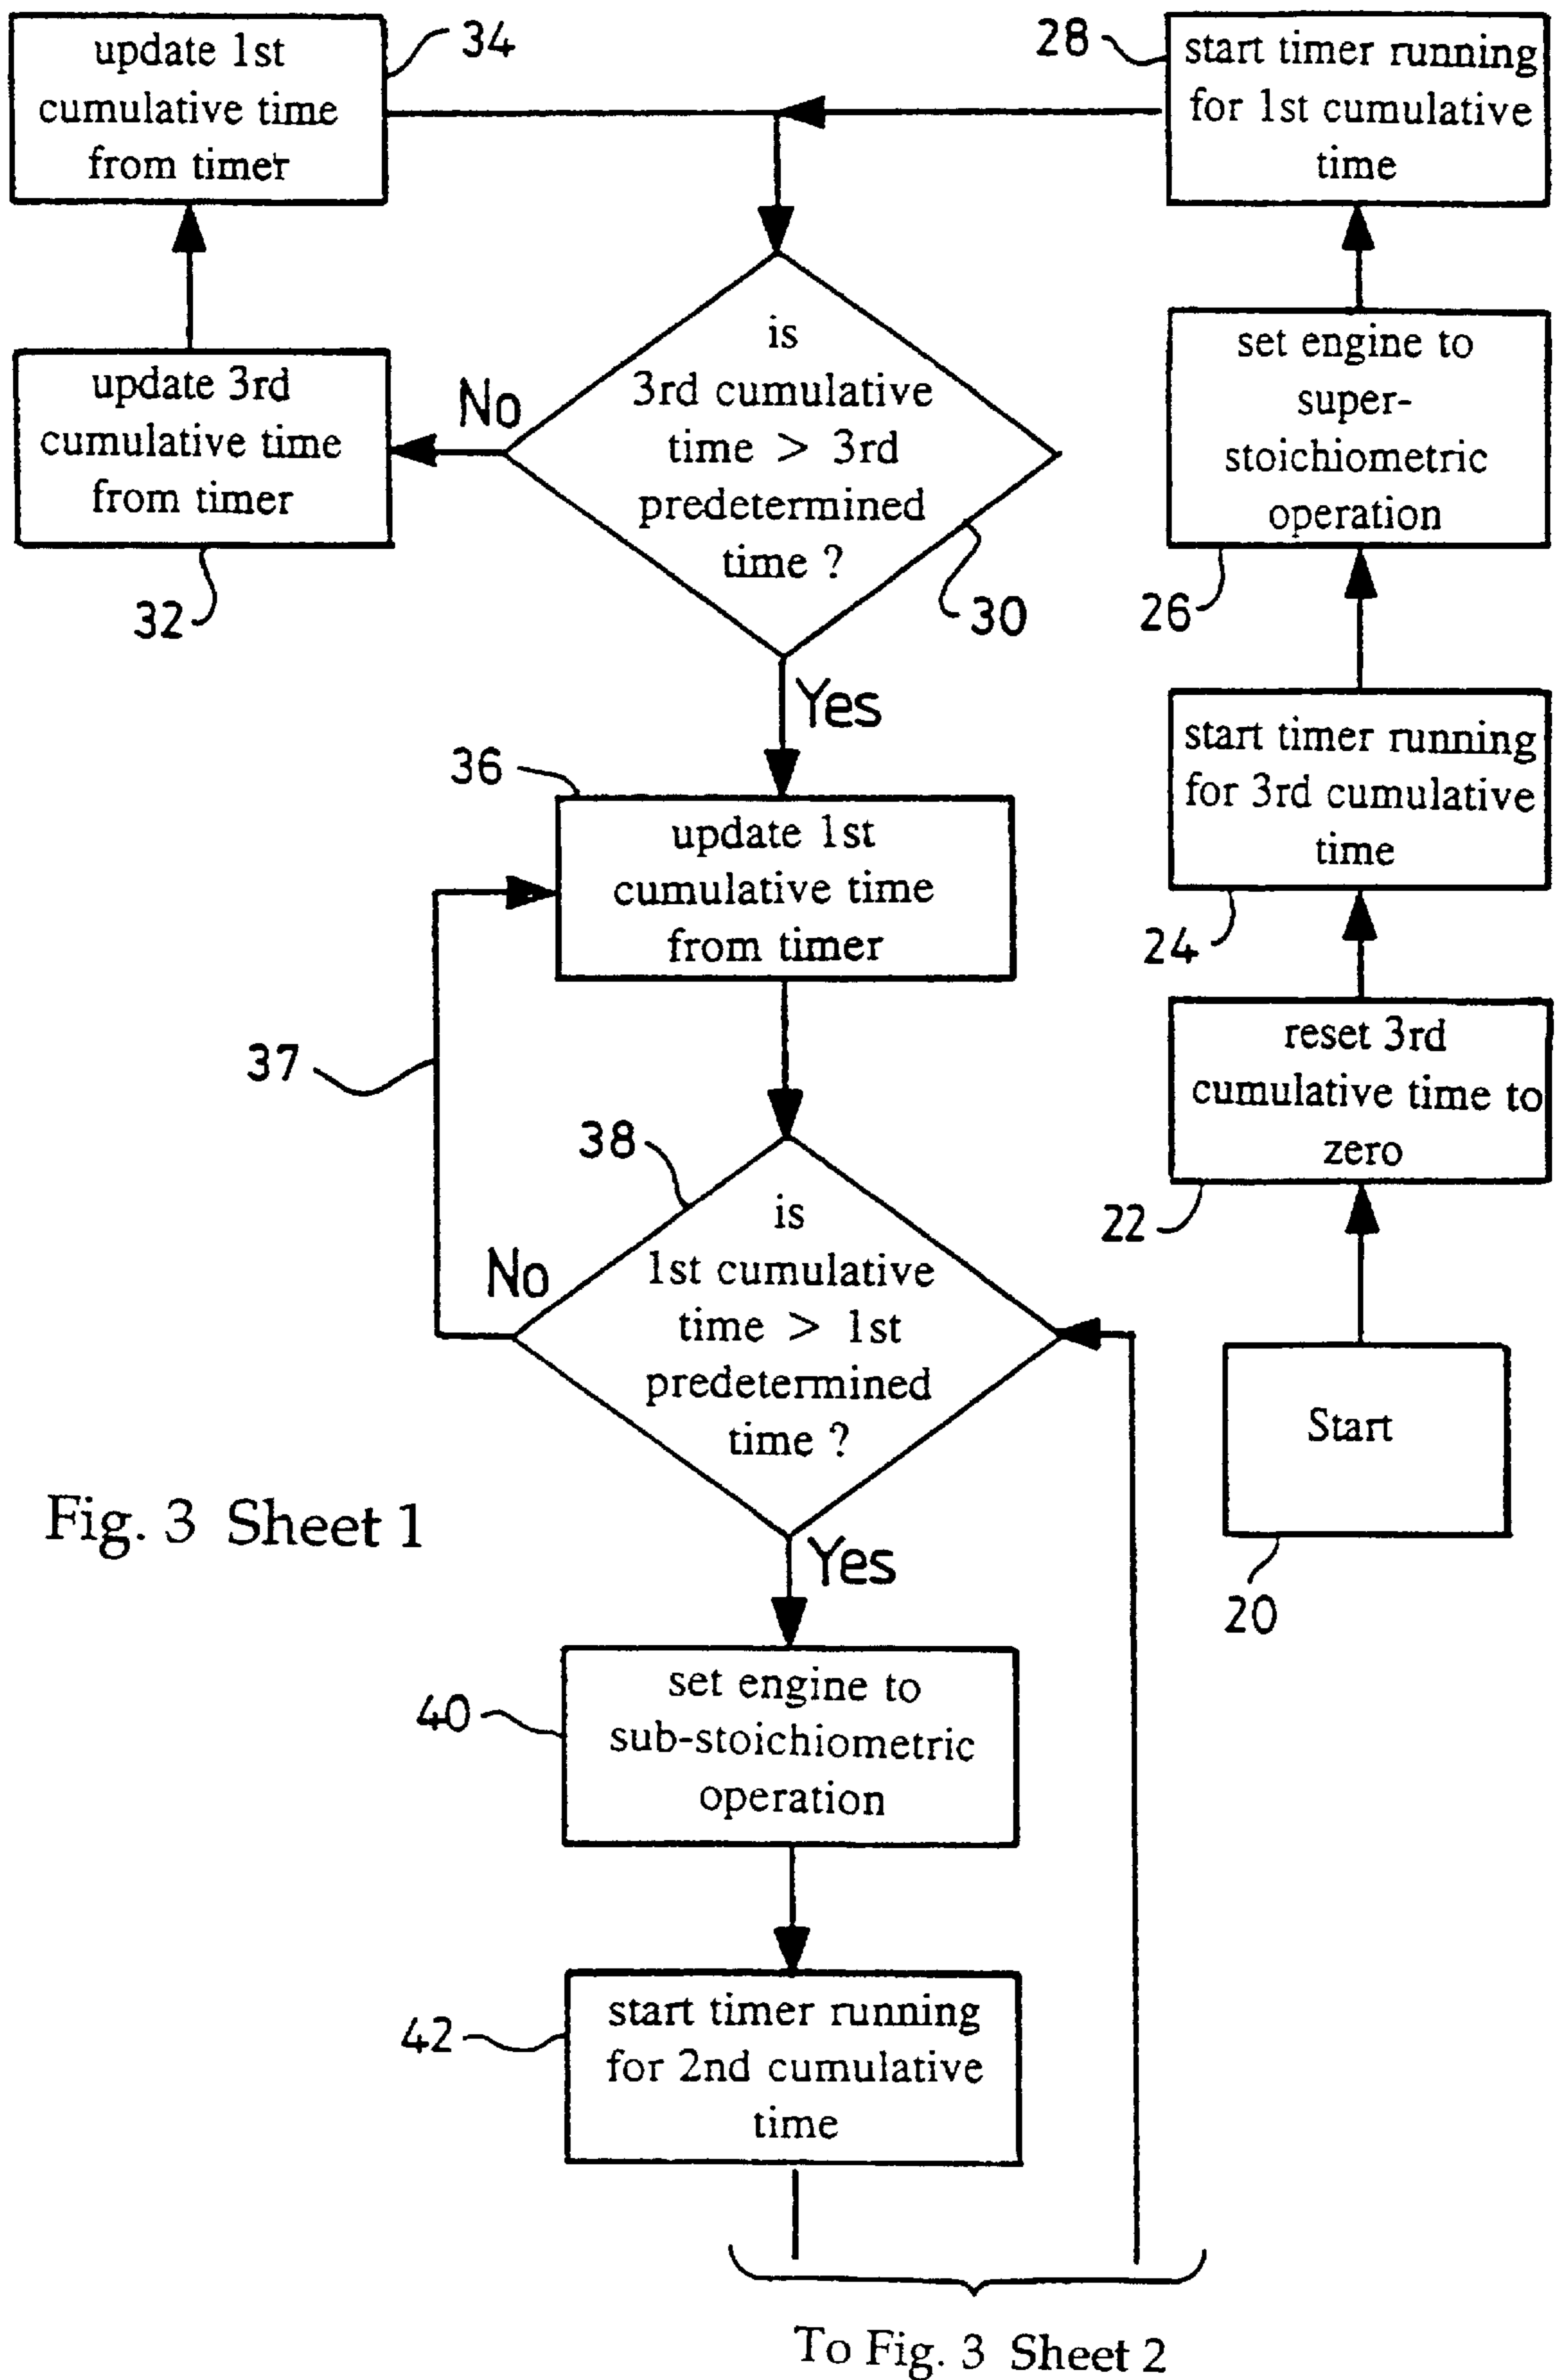 update 1st
cumulative time
from timer
34
28
start timer running
for 1st cumulative
time
is
3rd cumulative
time > 3rd
predetermined
time ?
30
No
update 3rd
cumulative time
from timer
32
set engine to
super-
stoichiometric
operation
26
Yes
start timer running
for 3rd cumulative
time
24
36
update 1st
cumulative time
from timer
37
reset 3rd
cumulative time to
zero
22
38
is
1st cumulative
time > 1st
predetermined
time ?
No
Start
20
Fig. 3 Sheet 1
Yes
40
set engine to
sub-stoichiometric
operation
42
start timer running
for 2nd cumulative
time
To Fig. 3 Sheet 2